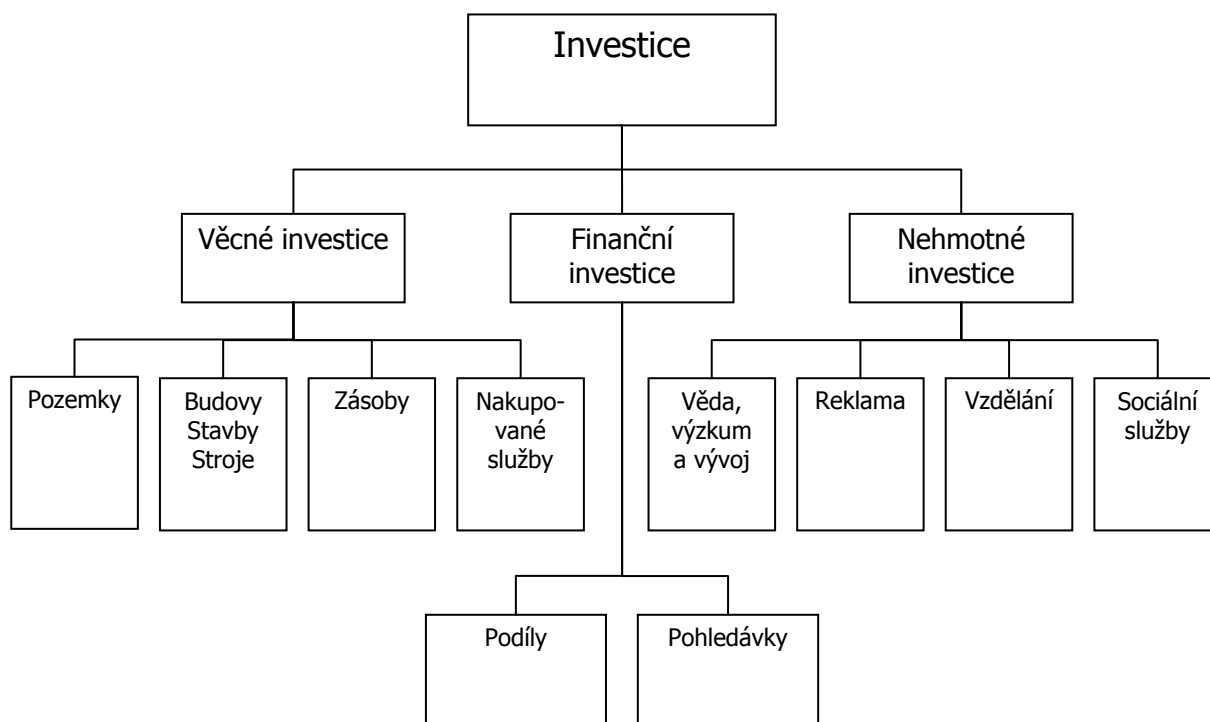 Investice
Věcné investice
Finanční
investice
Nehmotné
investice
Pozemky
Budovy
Stavby
Stroje
Zásoby
Nakupo-
vané
služby
Věda,
výzkum
a vývoj
Reklama
Vzdělání
Sociální
služby
Podíly
Pohledávky